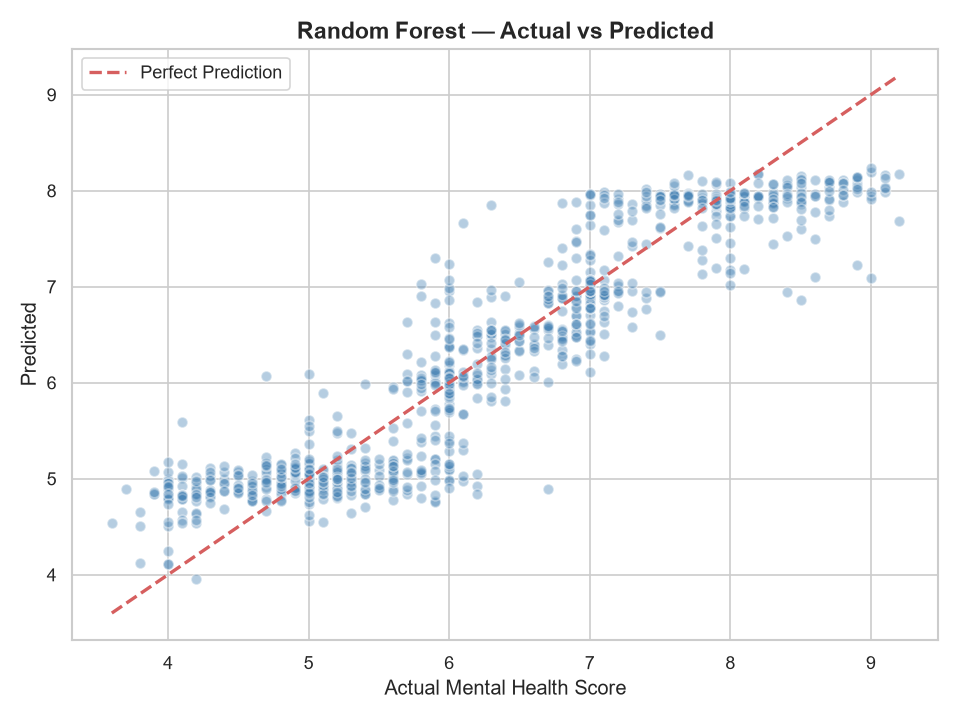 Random Forest — Actual vs Predicted
Perfect Prediction
9
8
7
6
5
4
Predicted
4 5 6 7 8 9
Actual Mental Health Score